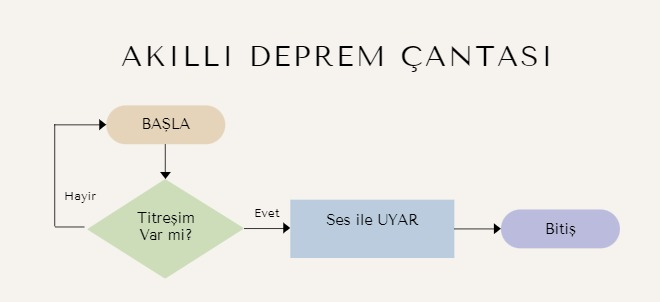 AKILLI DEPREM ÇANTASI
BAŞLA
Hayir
Titreşim
Var mi?
Evet
Ses ile UYAR
Bitiş